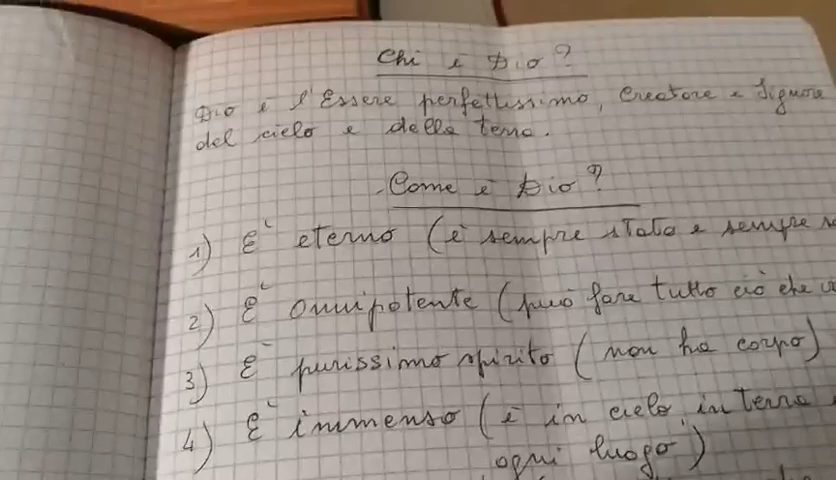 Chi è Dio?
Dio è l'Essere perfettissimo, Creatore e Signore
del cielo e della terra.
Come è Dio?
1) E' eterno (è sempre stato e sempre
2) E' onnipotente (può fare tutto ciò che
3) E' purissimo spirito (non ha corpo)
4) E' immenso (è in cielo, in terra
ogni luogo)